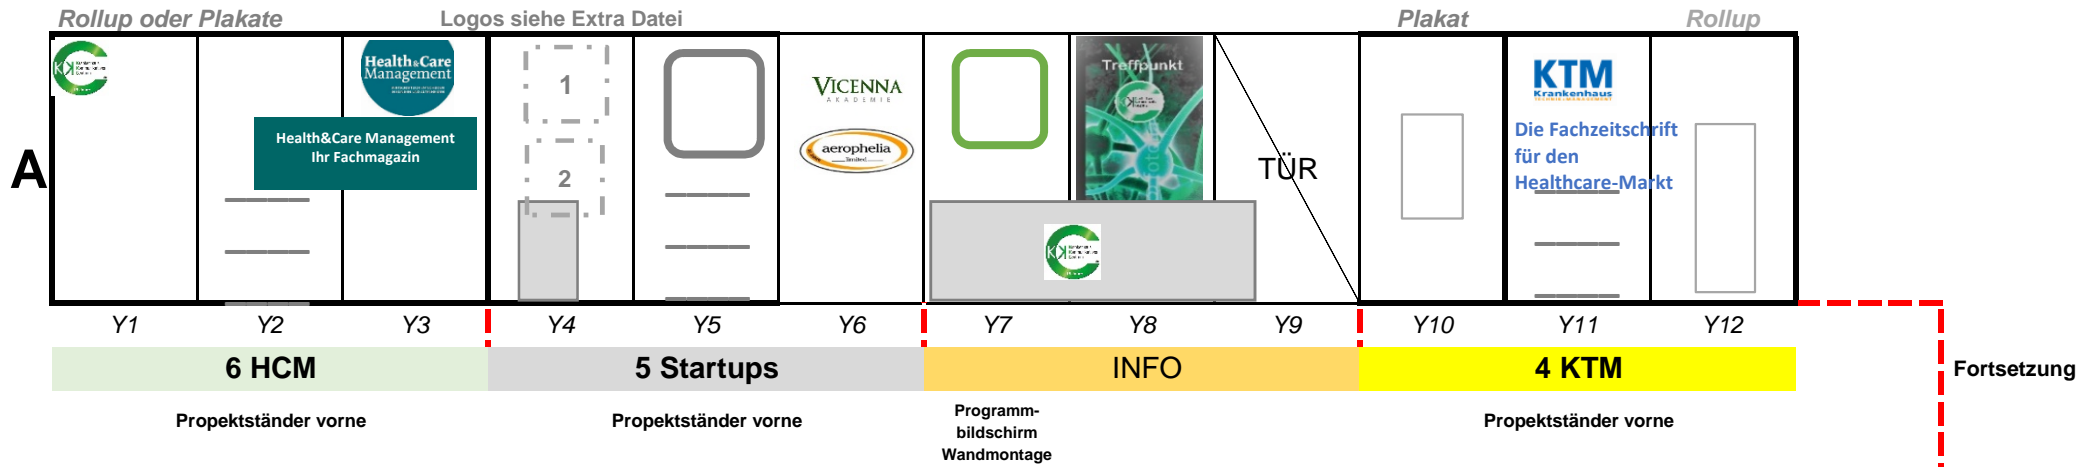 Rollup oder Plakate
Logos siehe Extra Datei
Plakat
Rollup
A
Health&Care
Management
Health&Care Management
Ihr Fachmagazin
1
2
VICENNA
AKADEMIE
aerophelia
limited
Treffpunkt
TÜR
KTM
Krankenhaus
TECHNIK+MANAGEMENT
Die Fachzeitschrift
für den
Healthcare-Markt
Y1
Y2
Y3
Y4
Y5
Y6
Y7
Y8
Y9
Y10
Y11
Y12
6 HCM
5 Startups
INFO
4 KTM
Fortsetzung
Propektständer vorne
Propektständer vorne
Programm-
bildschirm
Wandmontage
Propektständer vorne